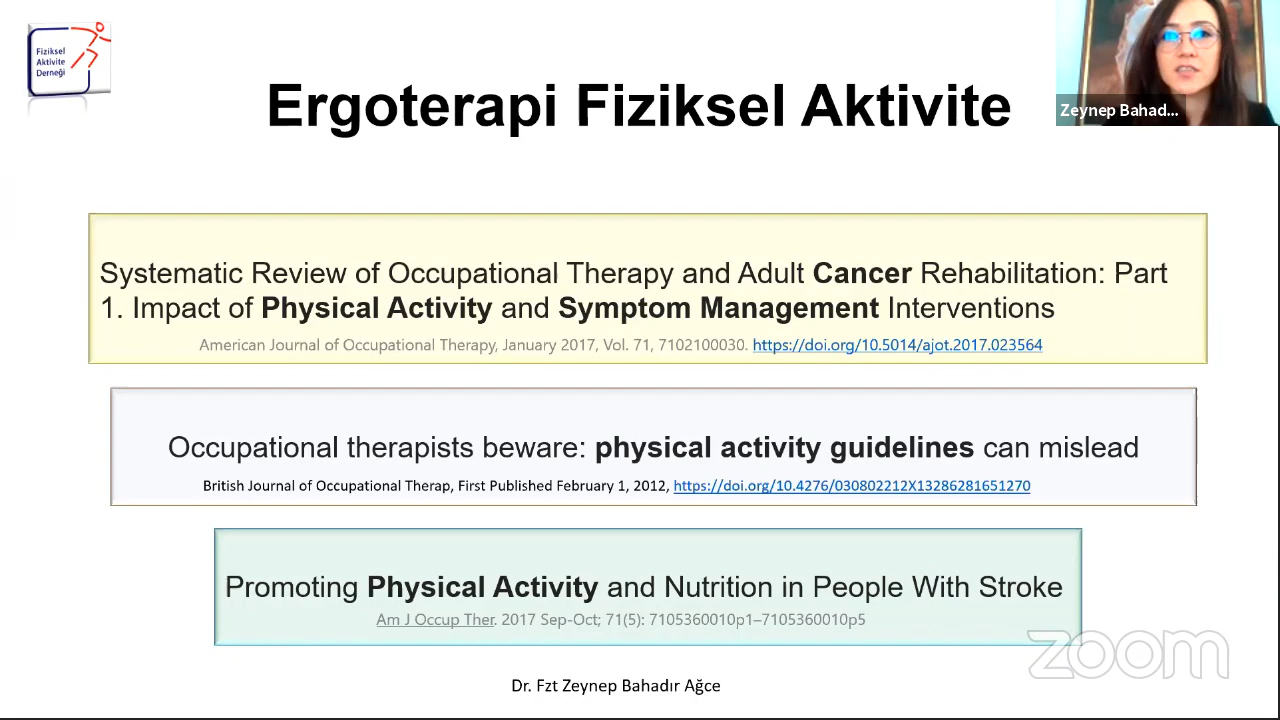 Fiziksel
Aktivite
Derneği
Ergoterapi Fiziksel Aktivite
Zeynep Bahad...
Systematic Review of Occupational Therapy and Adult Cancer Rehabilitation: Part
1. Impact of Physical Activity and Symptom Management Interventions
American Journal of Occupational Therapy, January 2017, Vol. 71, 7102100030. https://doi.org/10.5014/ajot.2017.023564
Occupational therapists beware: physical activity guidelines can mislead
British Journal of Occupational Therap, First Published February 1, 2012, https://doi.org/10.4276/030802212X13286281651270
Promoting Physical Activity and Nutrition in People With Stroke
Am J Occup Ther. 2017 Sep-Oct; 71(5): 7105360010p1–7105360010p5
zoom
Dr. Fzt Zeynep Bahadır Ağce